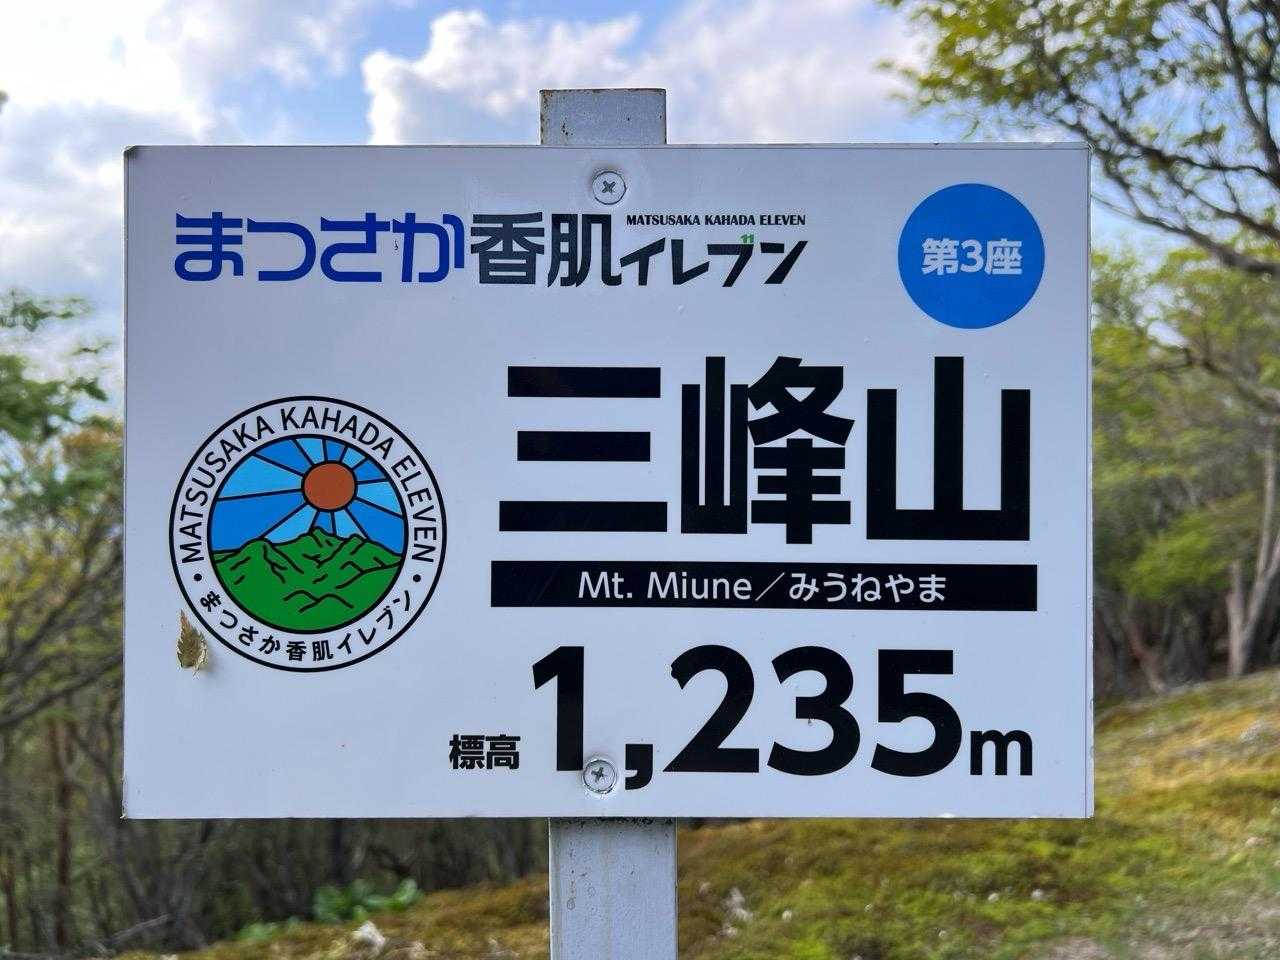 まつさか香肌イレブン
MATSUSAKA KAHADA ELEVEN
11
第3座
三峰山
Mt. Miune／みうねやま
標高 1,235m
MATSUSAKA KAHADA ELEVEN
・まつさか香肌イレブン・